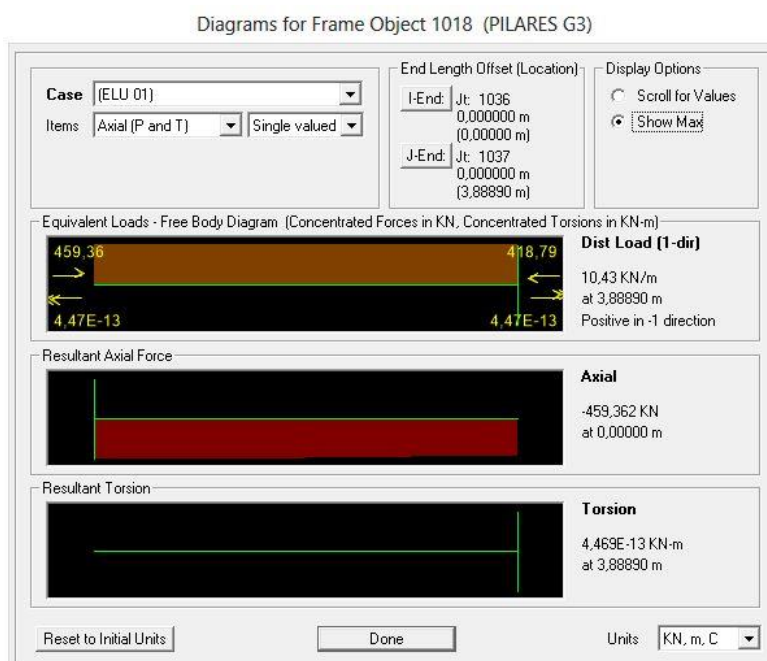 Diagrams for Frame Object 1018 (PILARES G3)
Case (ELU 01)
Items Axial (P and T) Single valued
End Length Offset (Location)
I-End: Jt: 1036
0,000000 m
(0,00000 m)
J-End: Jt: 1037
0,000000 m
(3,88890 m)
Display Options
Scroll for Values
Show Max
Equivalent Loads - Free Body Diagram (Concentrated Forces in KN, Concentrated Torsions in KN-m)
459,36 418,79
4,47E-13 4,47E-13
Dist Load (1-dir)
10,43 KN/m
at 3,88890 m
Positive in -1 direction
Resultant Axial Force
Axial
-459,362 KN
at 0,00000 m
Resultant Torsion
Torsion
4,469E-13 KN-m
at 3,88890 m
Reset to Initial Units Done Units KN, m, C